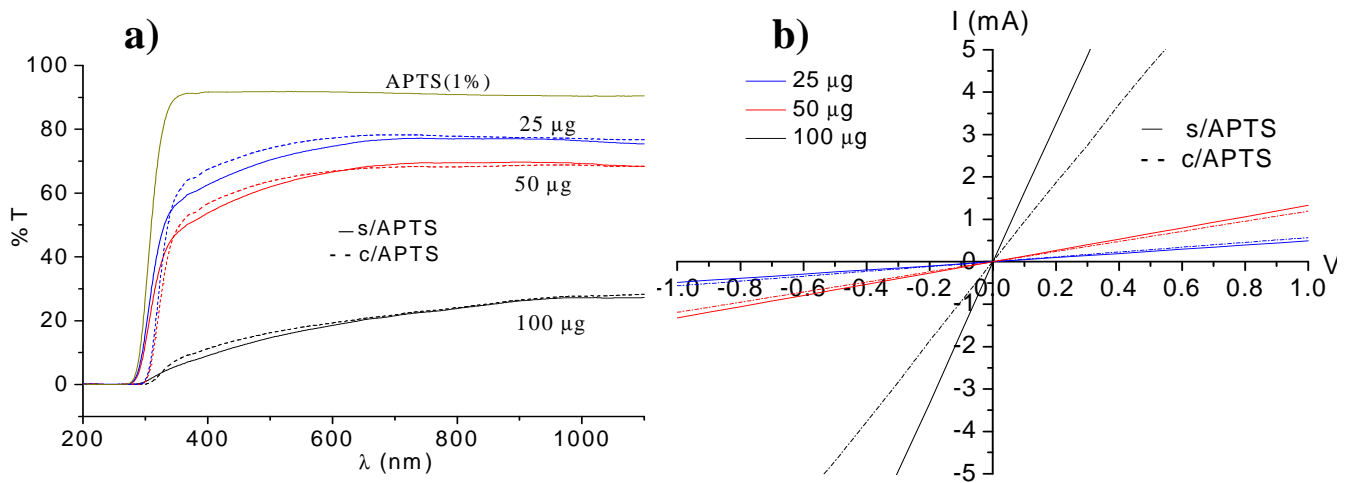 a)
100
80
60
40
20
0
% T
APTS(1%)
25 µg
50 µg
s/APTS
c/APTS
100 µg
200 400 600 800 1000
λ (nm)
b)
I (mA)
25 µg
50 µg
100 µg
s/APTS
c/APTS
5
4
3
2
1
0
V
-1.0 -0.8 -0.6 -0.4 -0.2 0.0 0.2 0.4 0.6 0.8 1.0
-1
-2
-3
-4
-5